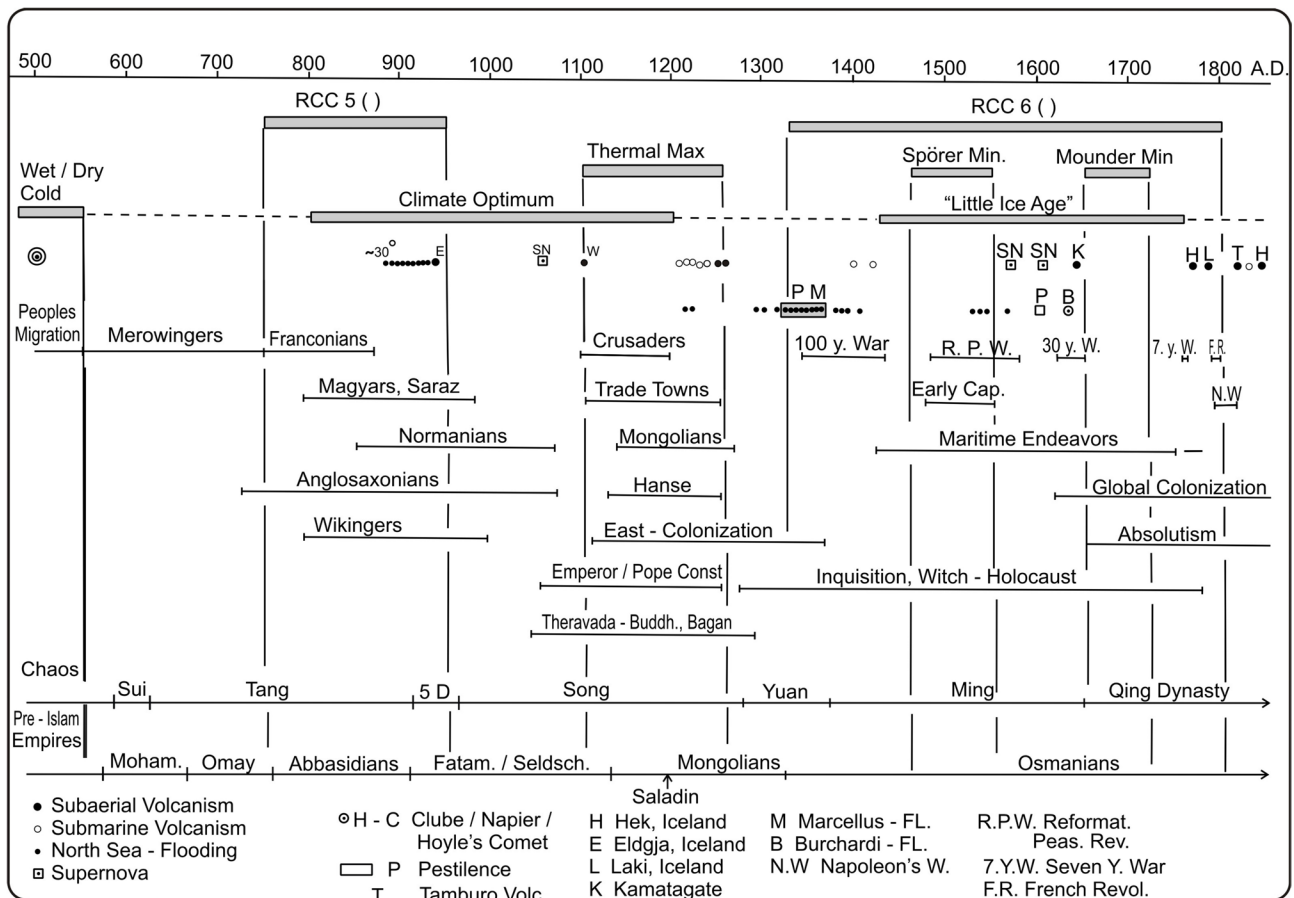 500 600 700 800 900 1000 1100 1200 1300 1400 1500 1600 1700 1800 A.D.
RCC 5 ( ) RCC 6 ( )
Thermal Max Spörer Min. Mounder Min
Wet / Dry
Cold
Climate Optimum "Little Ice Age"
~30° E SN W SN SN K H L T H
P M P B
Peoples
Migration
Merowingers Franconians Crusaders 100 y. War R. P. W. 30 y. W. 7. y. W. F.R.
Magyars, Saraz Trade Towns Early Cap. N.W
Normanians Mongolians Maritime Endeavors
Anglosaxonians Hanse Global Colonization
Wikingers East - Colonization Absolutism
Emperor / Pope Const Inquisition, Witch - Holocaust
Theravada - Buddh., Bagan
Chaos
Sui Tang 5 D Song Yuan Ming Qing Dynasty
Pre - Islam
Empires
Moham. Omay Abbasidians Fatam. / Seldsch. Mongolians Osmanians
Saladin
Subaerial Volcanism
Submarine Volcanism
North Sea - Flooding
Supernova
H - C Clube / Napier /
Hoyle's Comet
P Pestilence
T Tamburo Volc
H Hek, Iceland
E Eldgja, Iceland
L Laki, Iceland
K Kamatagate
M Marcellus - FL.
B Burchardi - FL.
N.W Napoleon's W.
R.P.W. Reformat.
Peas. Rev.
7.Y.W. Seven Y. War
F.R. French Revol.